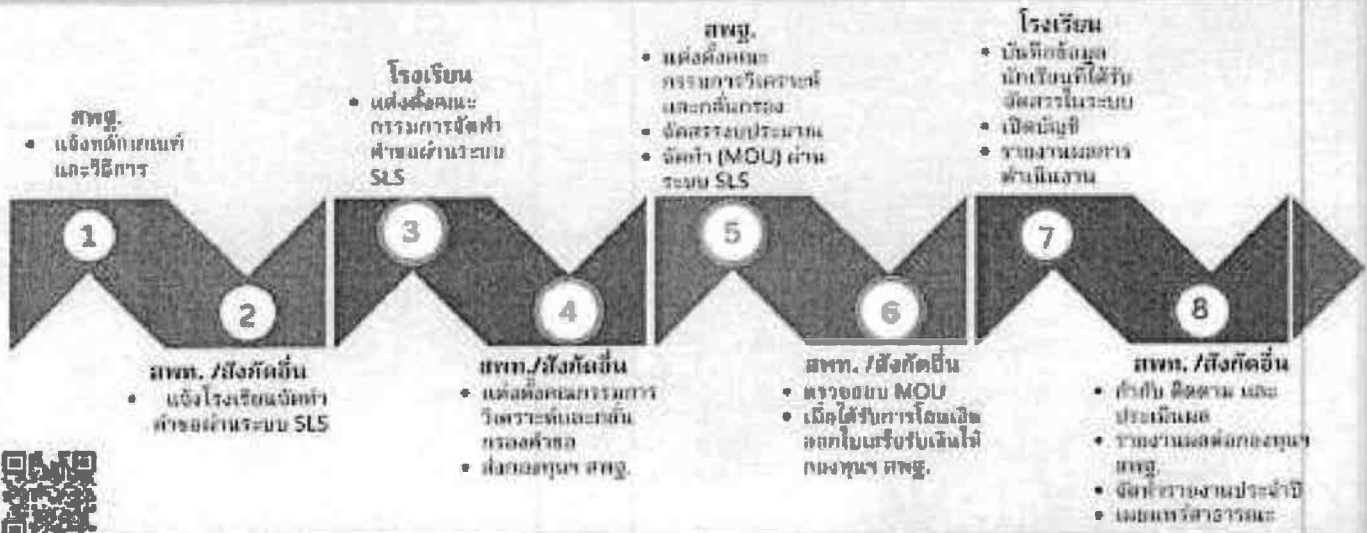 สพฐ.
• แจ้งหลักเกณฑ์
และวิธีการ
1
2
สพท. /สังกัดอื่น
• แจ้งโรงเรียนจัดทำ
คำขอผ่านระบบ SLS
โรงเรียน
• แต่งตั้งคณะ
กรรมการจัดทำ
คำขอผ่านระบบ
SLS
3
4
สพท./สังกัดอื่น
• แต่งตั้งคณะกรรมการ
วิเคราะห์และกลั่น
กรองคำขอ
• ส่งกองทุนฯ สพฐ.
สพฐ.
• แต่งตั้งคณะ
กรรมการวิเคราะห์
และกลั่นกรอง
• จัดสรรงบประมาณ
• จัดทำ (MOU) ผ่าน
ระบบ SLS
5
6
สพท. /สังกัดอื่น
• ตรวจสอบ MOU
• เมื่อได้รับการโอนเงิน
ออกใบเสร็จรับเงินให้
กองทุนฯ สพฐ.
โรงเรียน
• บันทึกข้อมูล
นักเรียนที่ได้รับ
จัดสรรในระบบ
• เปิดบัญชี
• รายงานผลการ
ดำเนินงาน
7
8
สพท. /สังกัดอื่น
• กำกับ ติดตาม และ
ประเมินผล
• รายงานผลต่อกองทุนฯ
สพฐ.
• จัดทำรายงานประจำปี
• เผยแพร่สาธารณะ